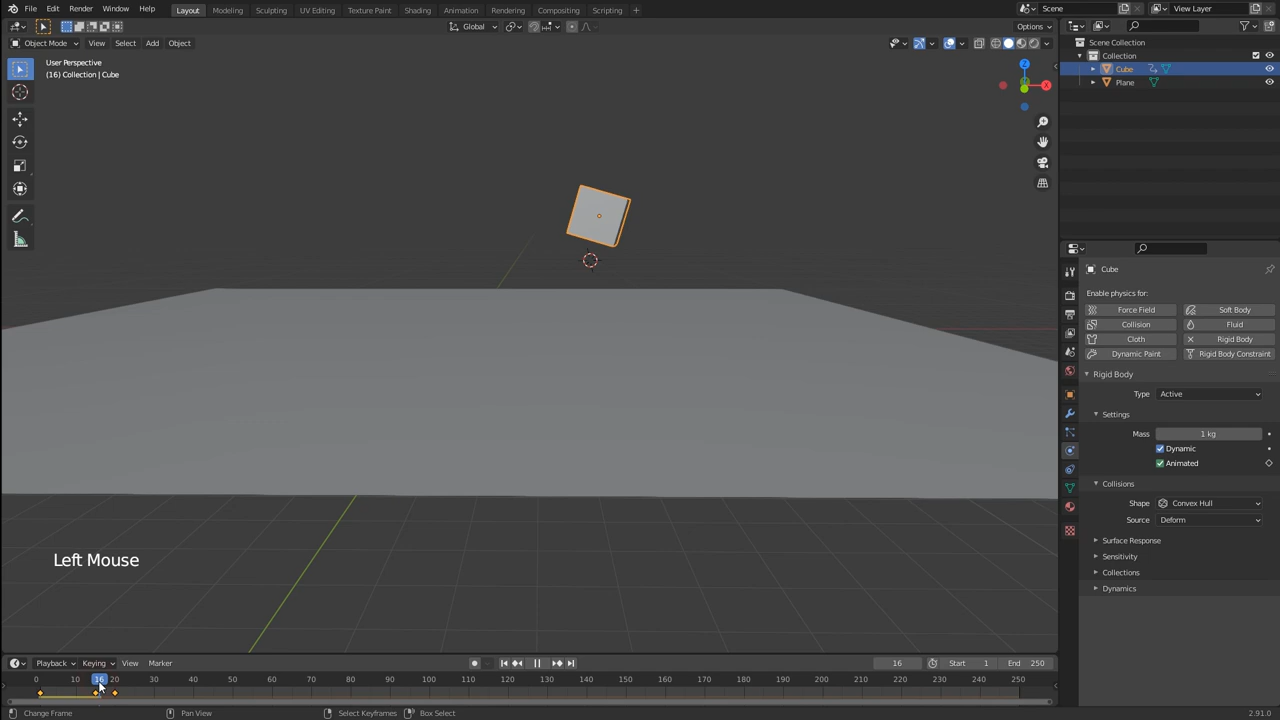 File Edit Render Window Help Layout Modeling Sculpting UV Editing Texture Paint Shading Animation Rendering Compositing Scripting + Scene View Layer
Global Options
Object Mode View Select Add Object
User Perspective
(16) Collection | Cube
Z
X
Scene Collection
Collection
Cube
Plane
Cube
Enable physics for:
Force Field Soft Body
Collision Fluid
Cloth Rigid Body
Dynamic Paint Rigid Body Constraint
Rigid Body
Type Active
Settings
Mass 1 kg
Dynamic
Animated
Collisions
Shape Convex Hull
Source Deform
Surface Response
Sensitivity
Collections
Dynamics
Left Mouse
Playback Keying View Marker 16 Start 1 End 250
0 10 16 20 30 40 50 60 70 80 90 100 110 120 130 140 150 160 170 180 190 200 210 220 230 240 250
Change Frame Pan View Select Keyframes Box Select 2.91.0